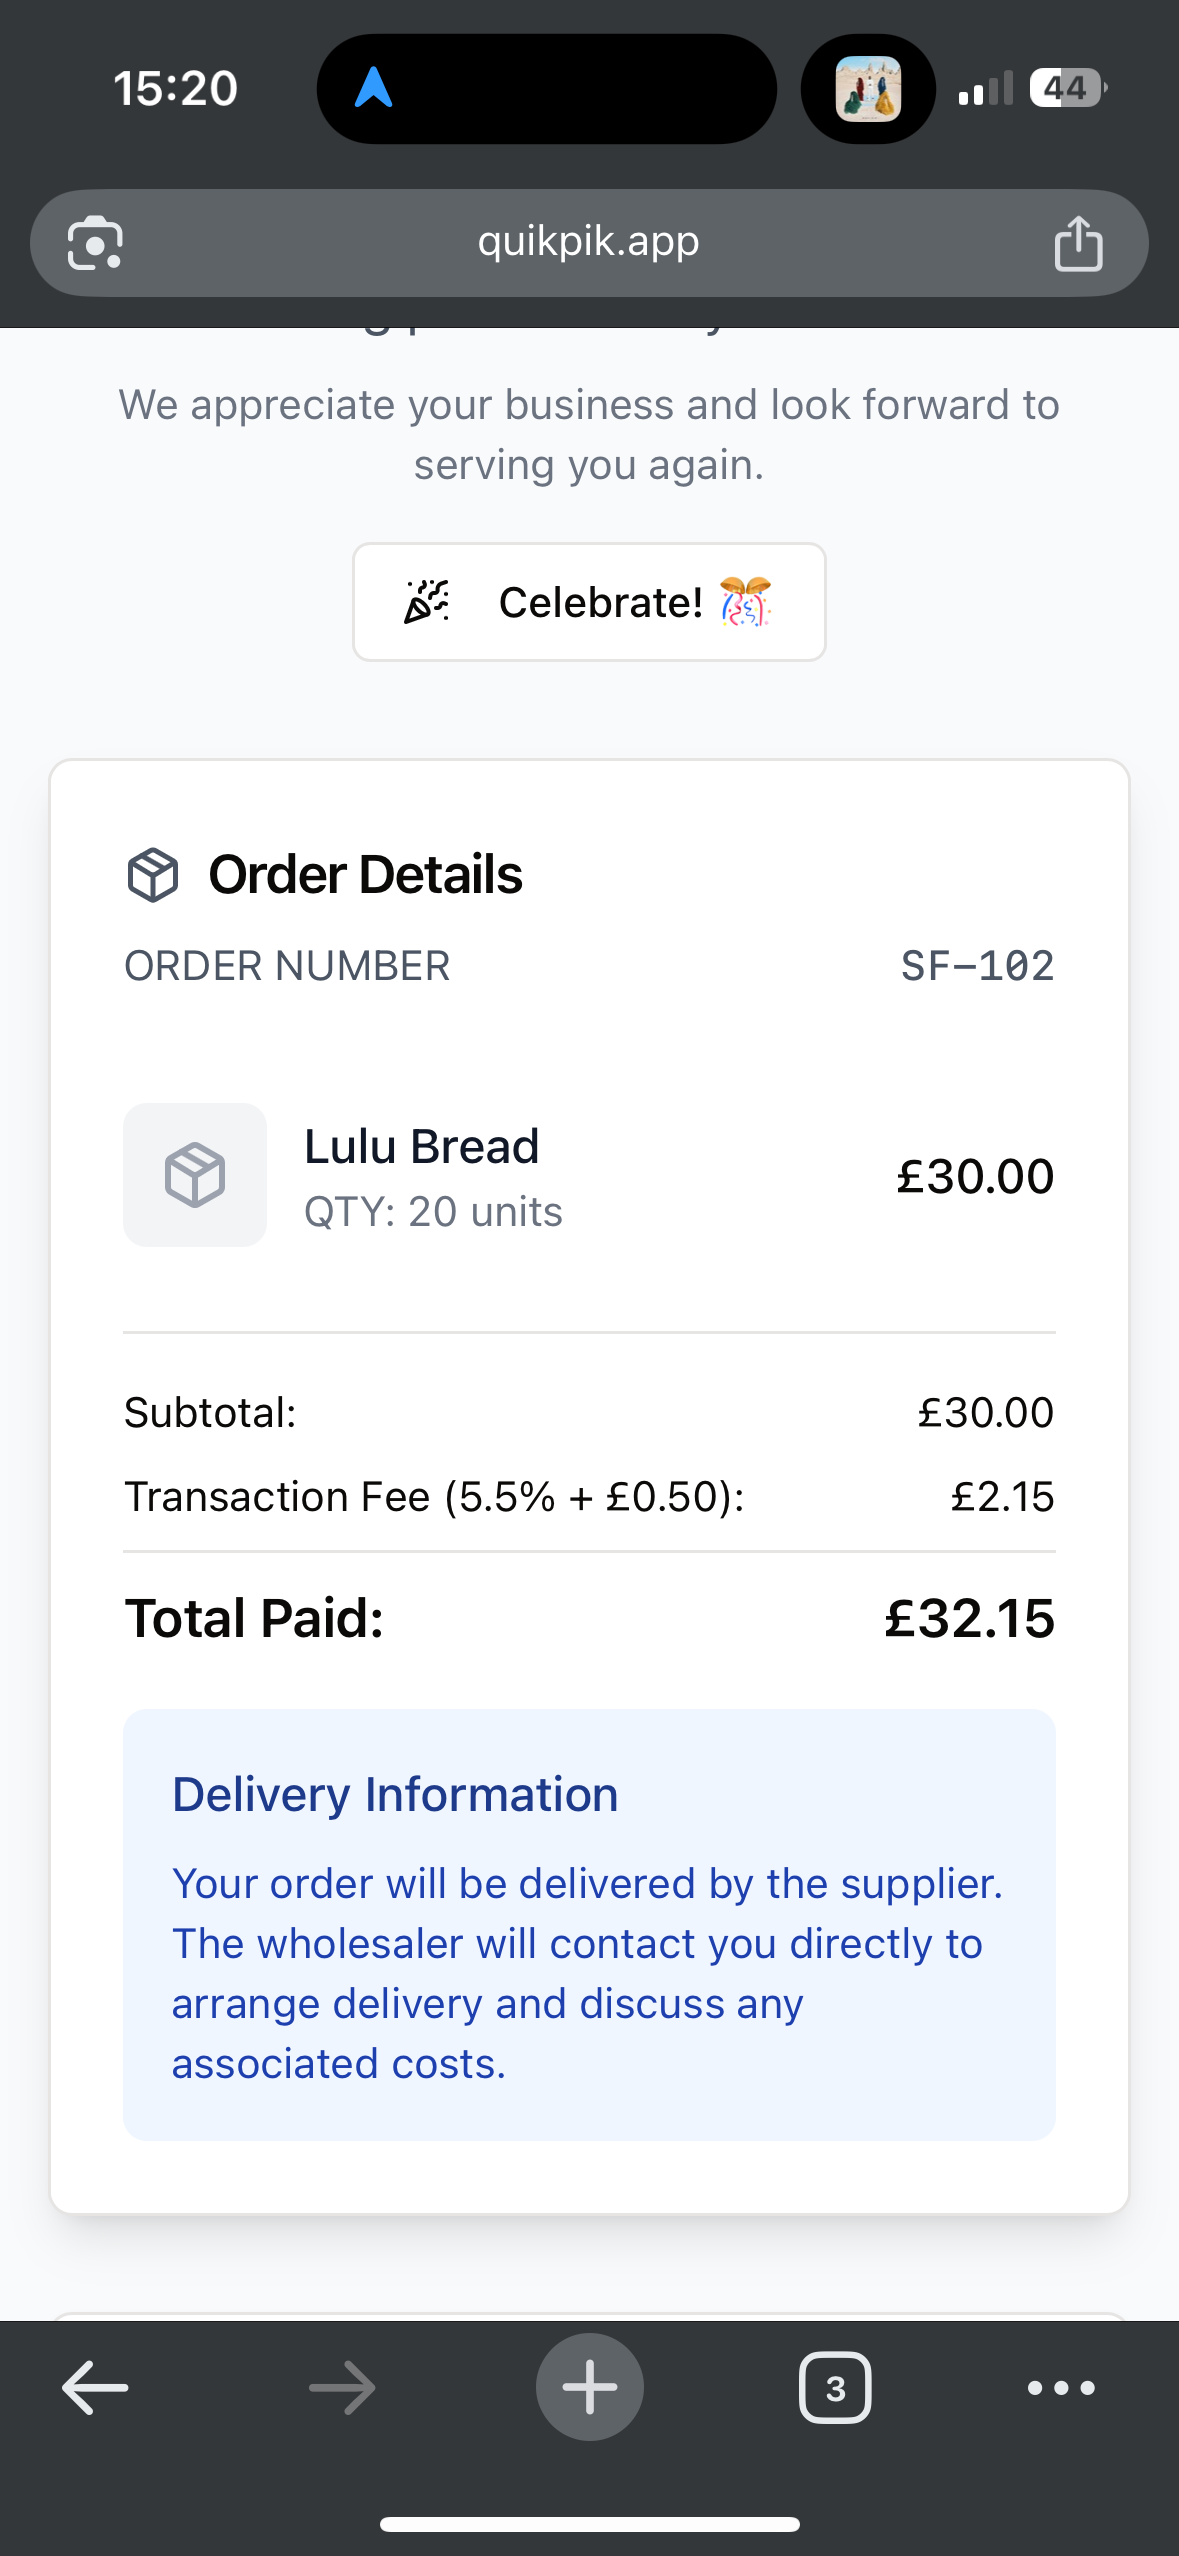 15:20
44
quikpik.app
We appreciate your business and look forward to
serving you again.
Celebrate! 🎊
Order Details
ORDER NUMBER
SF-102
Lulu Bread
QTY: 20 units
£30.00
Subtotal:
£30.00
Transaction Fee (5.5% + £0.50):
£2.15
Total Paid:
£32.15
Delivery Information
Your order will be delivered by the supplier.
The wholesaler will contact you directly to
arrange delivery and discuss any
associated costs.
3